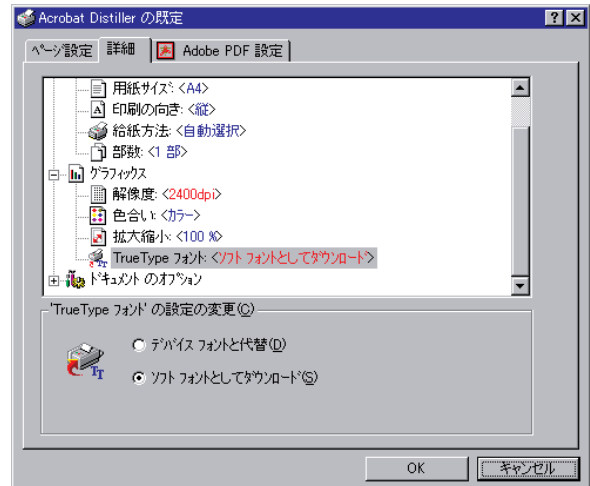 Acrobat Distiller の既定
ページ設定 詳細 Adobe PDF 設定
用紙サイズ: <A4>
印刷の向き: <縦>
給紙方法: <自動選択>
部数: <1 部>
グラフィックス
解像度: <2400dpi>
色合い: <カラー>
拡大縮小: <100 %>
TrueType フォント: <ソフト フォントとしてダウンロード>
ドキュメント のオプション
'TrueType フォント' の設定の変更(C)
デバイス フォントと代替(D)
ソフト フォントとしてダウンロード(S)
OK キャンセル